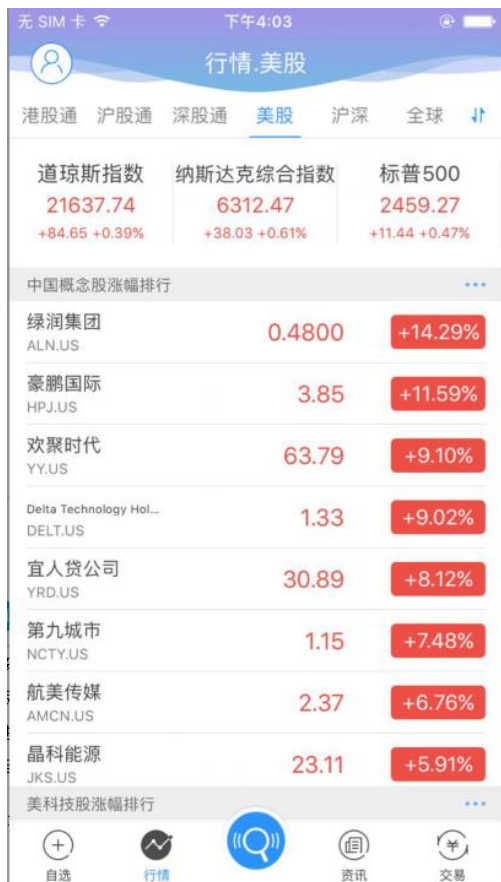 无 SIM 卡 下午4:03
行情.美股
港股通 沪股通 深股通 美股 沪深 全球
道琼斯指数 纳斯达克综合指数 标普500
21637.74 6312.47 2459.27
+84.65 +0.39% +38.03 +0.61% +11.44 +0.47%
中国概念股涨幅排行
绿润集团
ALN.US
0.4800 +14.29%
豪鹏国际
HPJ.US
3.85 +11.59%
欢聚时代
YY.US
63.79 +9.10%
Delta Technology Hol...
DELT.US
1.33 +9.02%
宜人贷公司
YRD.US
30.89 +8.12%
第九城市
NCTY.US
1.15 +7.48%
航美传媒
AMCN.US
2.37 +6.76%
晶科能源
JKS.US
23.11 +5.91%
美科技股涨幅排行
自选 行情 资讯 交易